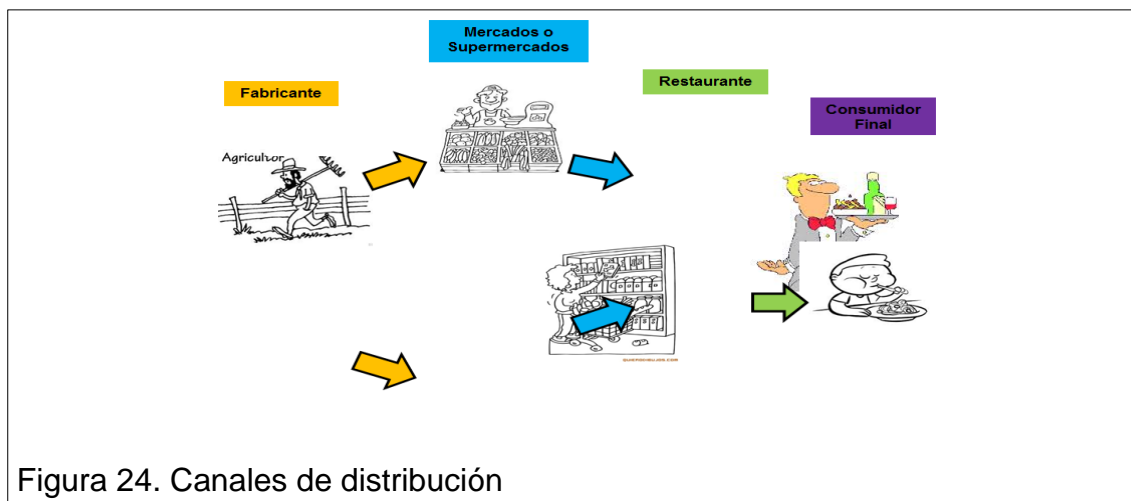 Mercados o
Supermercados
Fabricante
Restaurante
Consumidor
Final
Agricultor
Figura 24. Canales de distribución